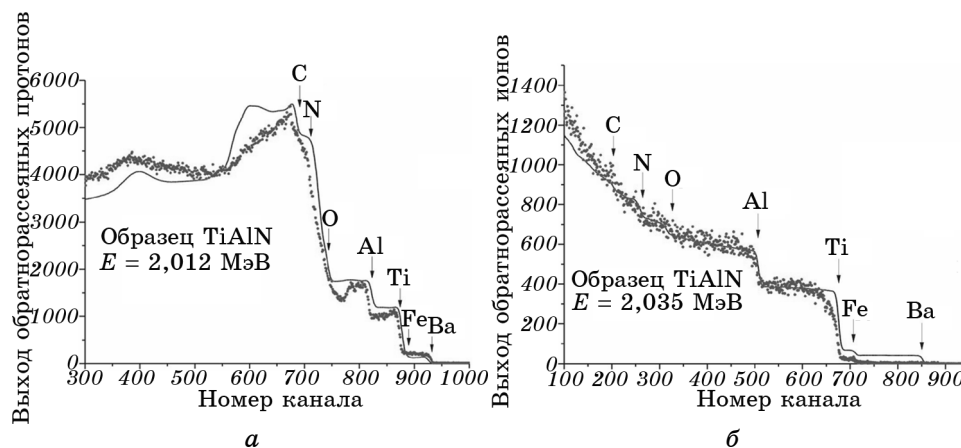 Выход обратнорассеяных протонов
6000
5000
4000
3000
2000
1000
0
300 400 500 600 700 800 900 1000
Номер канала
C
N
O
Al
Ti
Fe
Ba
Образец TiAlN
E = 2,012 МэВ
а
Выход обратнорассеяных ионов
1400
1200
1000
800
600
400
200
0
100 200 300 400 500 600 700 800 900
Номер канала
C
N
O
Al
Ti
Fe
Ba
Образец TiAlN
E = 2,035 МэВ
б